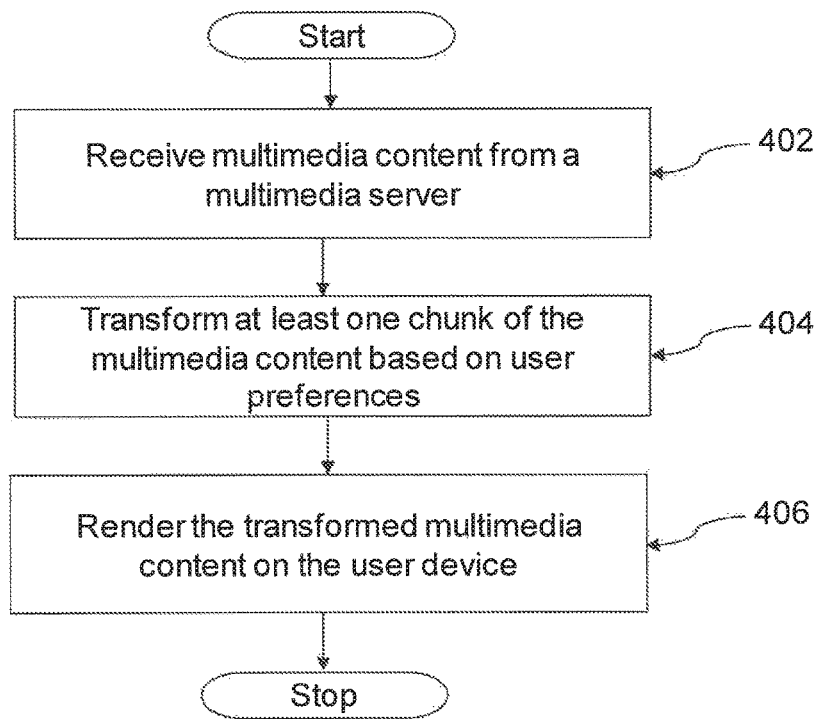 Start
Receive multimedia content from a
multimedia server
402
Transform at least one chunk of the
multimedia content based on user
preferences
404
Render the transformed multimedia
content on the user device
406
Stop